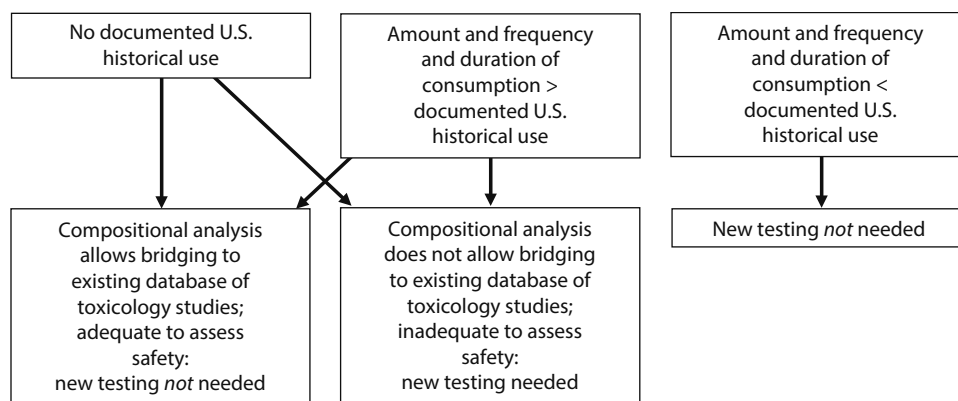 No documented U.S.
historical use
Amount and frequency
and duration of
consumption >
documented U.S.
historical use
Amount and frequency
and duration of
consumption <
documented U.S.
historical use
Compositional analysis
allows bridging to
existing database of
toxicology studies;
adequate to assess
safety:
new testing not needed
Compositional analysis
does not allow bridging
to existing database of
toxicology studies;
inadequate to assess
safety:
new testing needed
New testing not needed